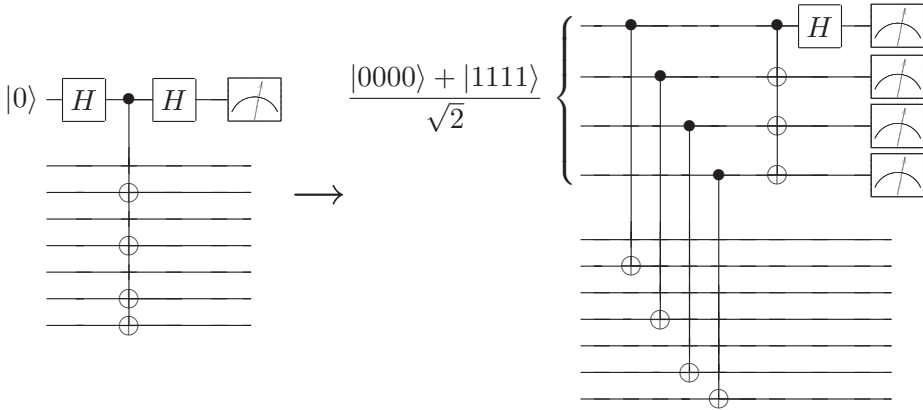 H
|0⟩ H H
|0000⟩ + |1111⟩
√2